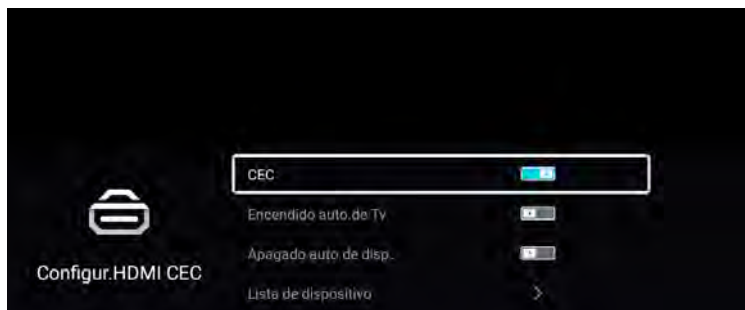 CEC
Encendido auto.de Tv
Apagado auto de disp.
Configur.HDMI CEC
Lista de dispositivo